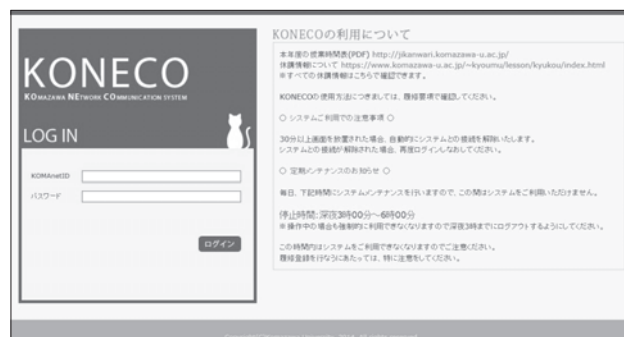 KONECO
KOMAZAWA NETWORK COMMUNICATION SYSTEM
LOG IN
KOMAnetID
パスワード
ログイン
KONECOの利用について
本年度の授業時間表(PDF) http://jikanwari.komazawa-u.ac.jp/
休講情報について https://www.komazawa-u.ac.jp/~kyoumu/lesson/kyukou/index.html
※すべての休講情報はこちらで確認できます。
KONECOの使用方法につきましては、履修要項で確認してください。
○ システムご利用での注意事項 ○
30分以上画面を放置された場合、自動的にシステムとの接続を解除いたします。
システムとの接続が解除された場合、再度ログインしなおしてください。
○ 定期メンテナンスのお知らせ ○
毎日、下記時間にシステムメンテナンスを行いますので、この間はシステムをご利用いただけません。
停止時間:深夜3時00分～6時00分
※操作中の場合も強制的に利用できなくなりますので深夜3時までにログアウトするようにしてください。
この時間内はシステムをご利用できなくなりますのでご注意ください。
履修登録を行なうにあたっては、特に注意をしてください。